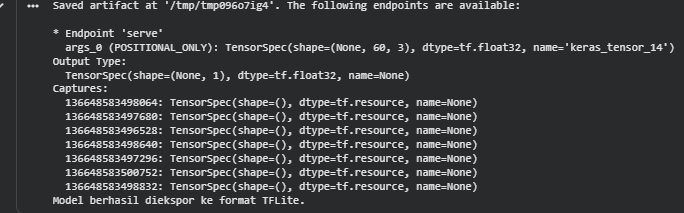 Saved artifact at '/tmp/tmp096o7ig4'. The following endpoints are available:
* Endpoint 'serve'
args_0 (POSITIONAL_ONLY): TensorSpec(shape=(None, 60, 3), dtype=tf.float32, name='keras_tensor_14')
Output Type:
TensorSpec(shape=(None, 1), dtype=tf.float32, name=None)
Captures:
136648583498064: TensorSpec(shape=(), dtype=tf.resource, name=None)
136648583497680: TensorSpec(shape=(), dtype=tf.resource, name=None)
136648583496528: TensorSpec(shape=(), dtype=tf.resource, name=None)
136648583498640: TensorSpec(shape=(), dtype=tf.resource, name=None)
136648583497296: TensorSpec(shape=(), dtype=tf.resource, name=None)
136648583500752: TensorSpec(shape=(), dtype=tf.resource, name=None)
136648583498832: TensorSpec(shape=(), dtype=tf.resource, name=None)
Model berhasil diekspor ke format TFLite.